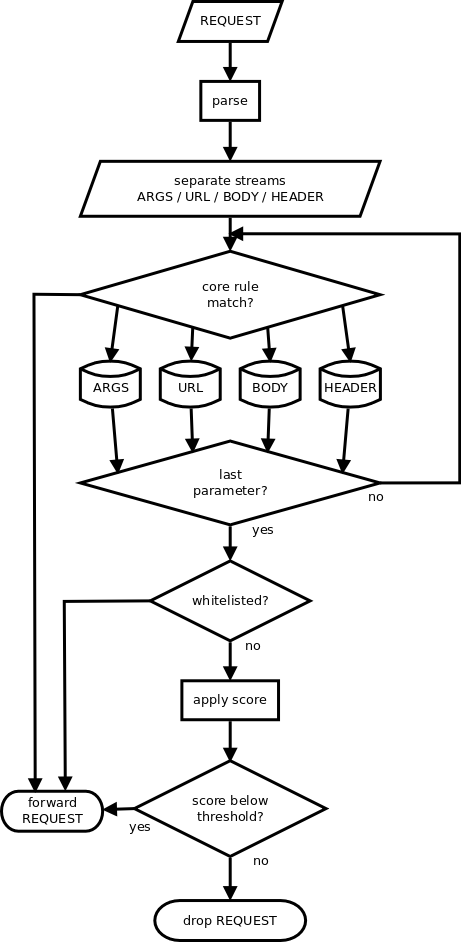 REQUEST
parse
separate streams
ARGS / URL / BODY / HEADER
core rule
match?
ARGS
URL
BODY
HEADER
last
parameter?
no
yes
whitelisted?
no
apply score
score below
threshold?
forward
REQUEST
yes
no
drop REQUEST